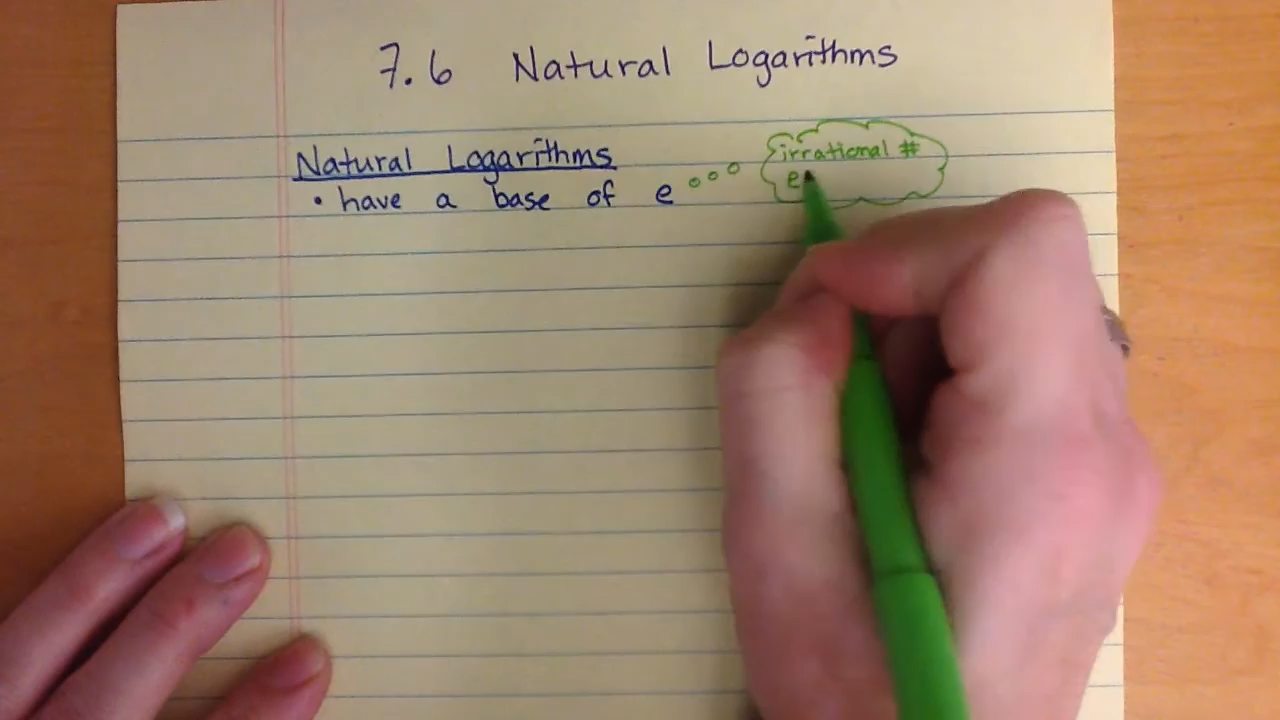 7.6 Natural Logarithms
Natural Logarithms
• have a base of e
irrational #
e